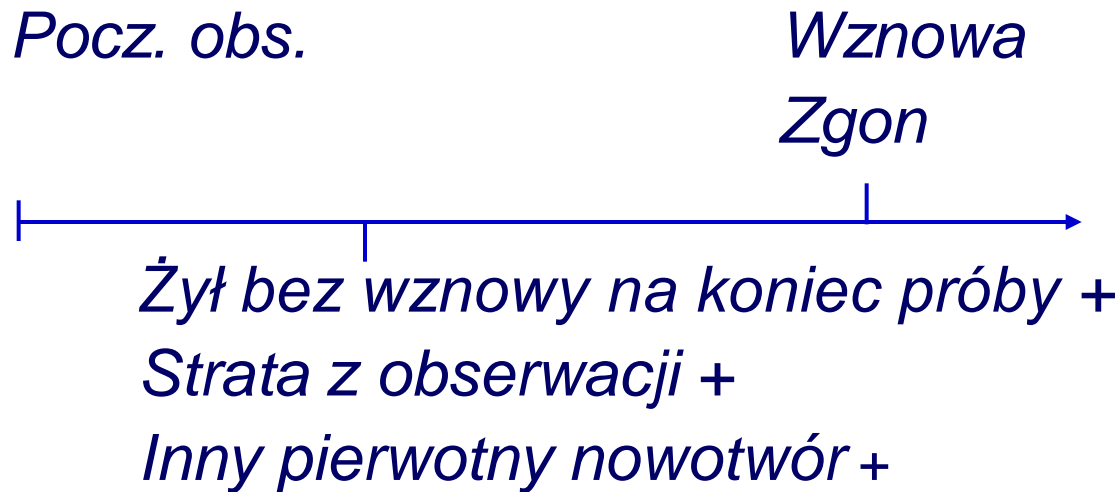 Pocz. obs. Wznowa
Zgon
Żył bez wznowy na koniec próby +
Strata z obserwacji +
Inny pierwotny nowotwór +